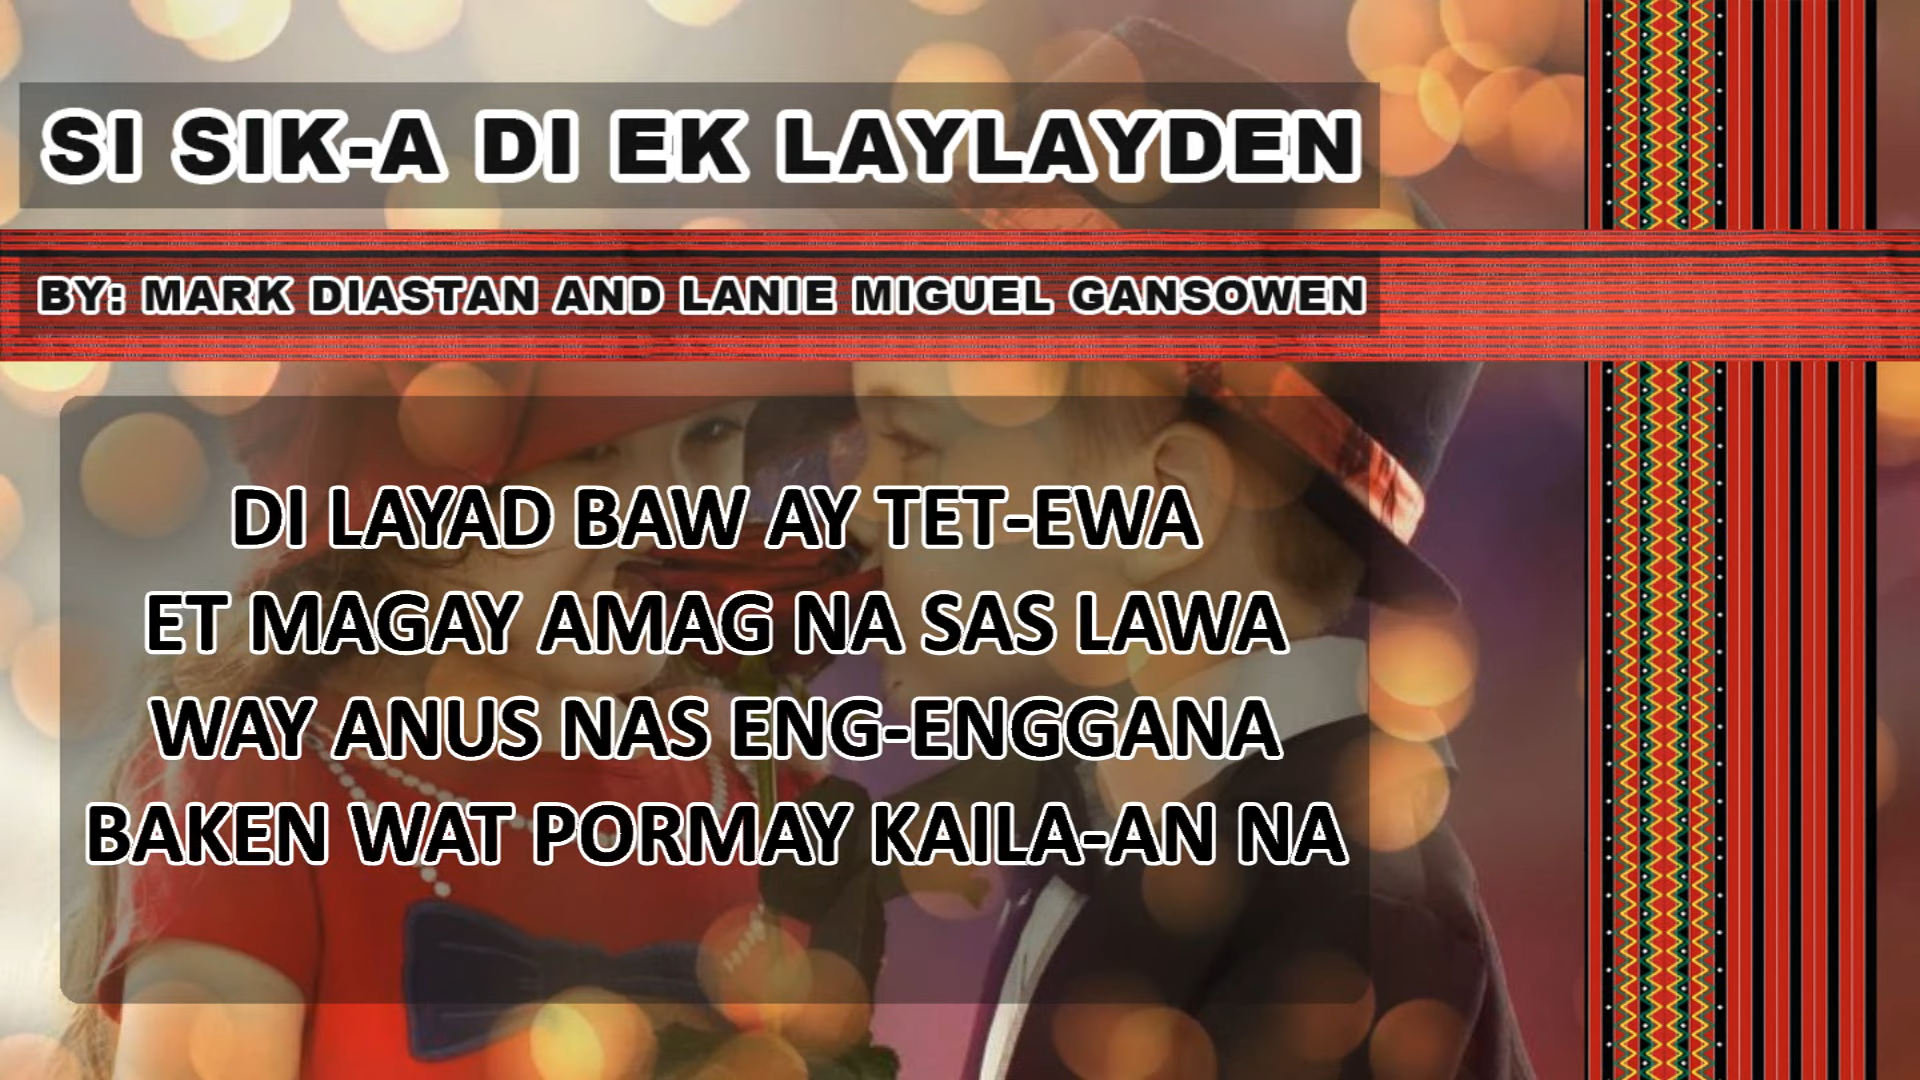 SI SIK-A DI EK LAYLAYDEN
BY: MARK DIASTAN AND LANIE MIGUEL GANSOWEN
DI LAYAD BAW AY TET-EWA
ET MAGAY AMAG NA SAS LAWA
WAY ANUS NAS ENG-ENGGANA
BAKEN WAT PORMAY KAILA-AN NA